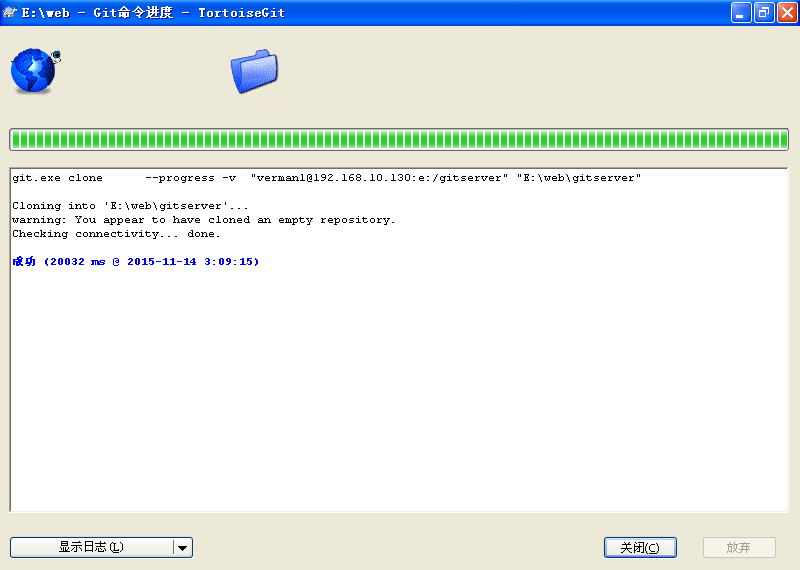 E:\web - Git命令进度 - TortoiseGit
git.exe clone      --progress -v  "verman1@192.168.10.130:e:/gitserver" "E:\web\gitserver"
Cloning into 'E:\web\gitserver'...
warning: You appear to have cloned an empty repository.
Checking connectivity... done.
成功 (20032 ms @ 2015-11-14 3:09:15)
显示日志(L) 关闭(C) 放弃